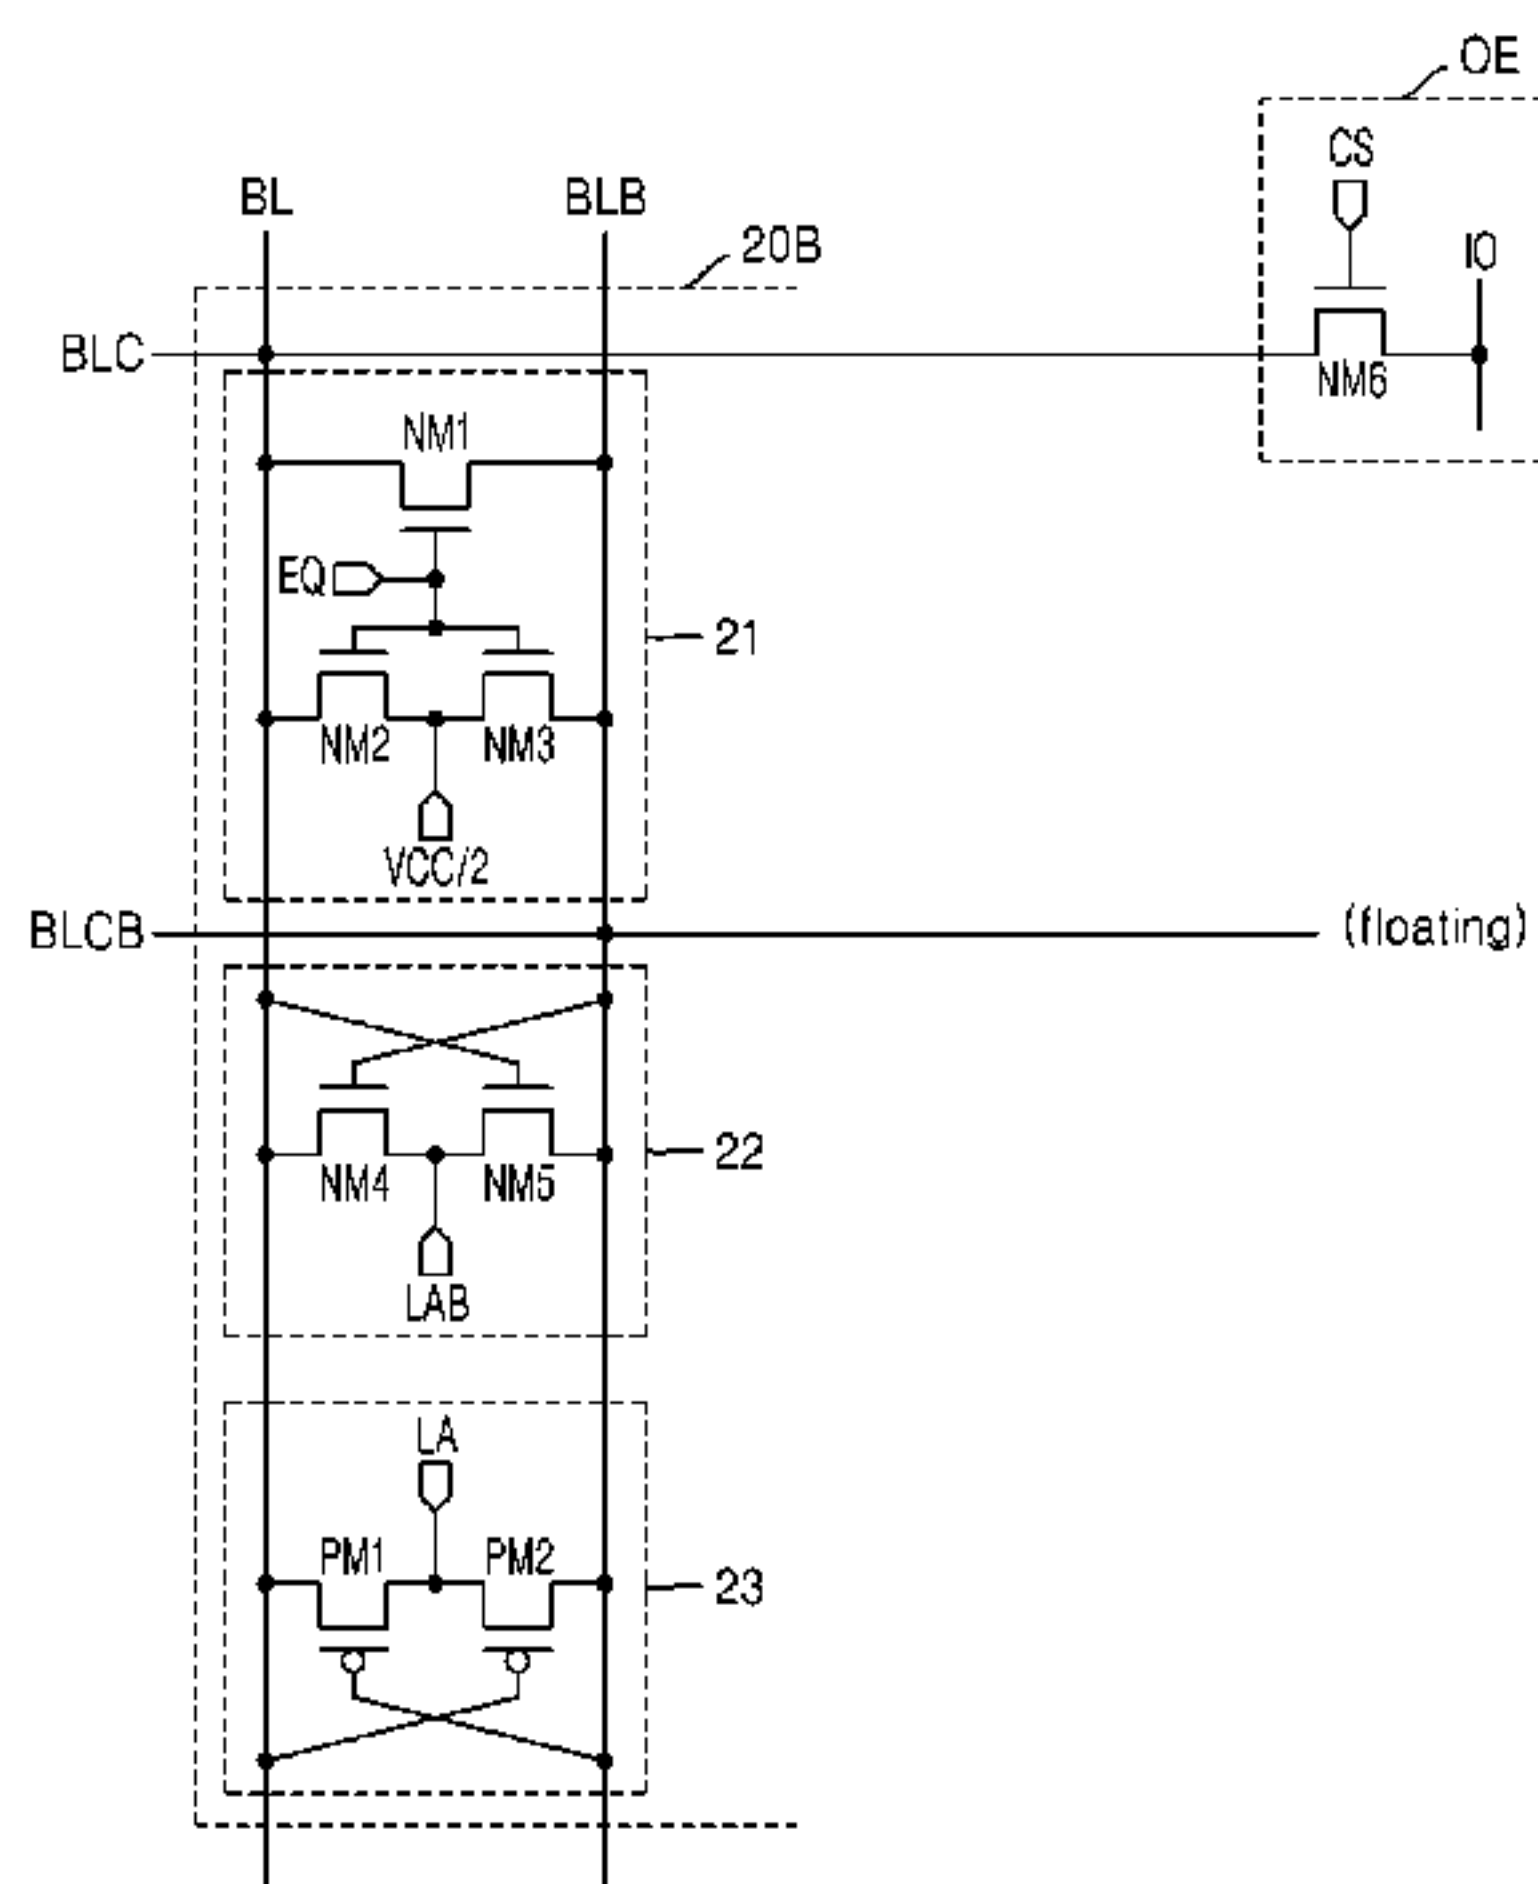 OE
CS
BL
BLB
20B
IO
BLC
NM6
NM1
EQ
21
NM2
NM3
VCC/2
BLCB
(floating)
22
NM4
NM5
LAB
LA
PM1
PM2
23